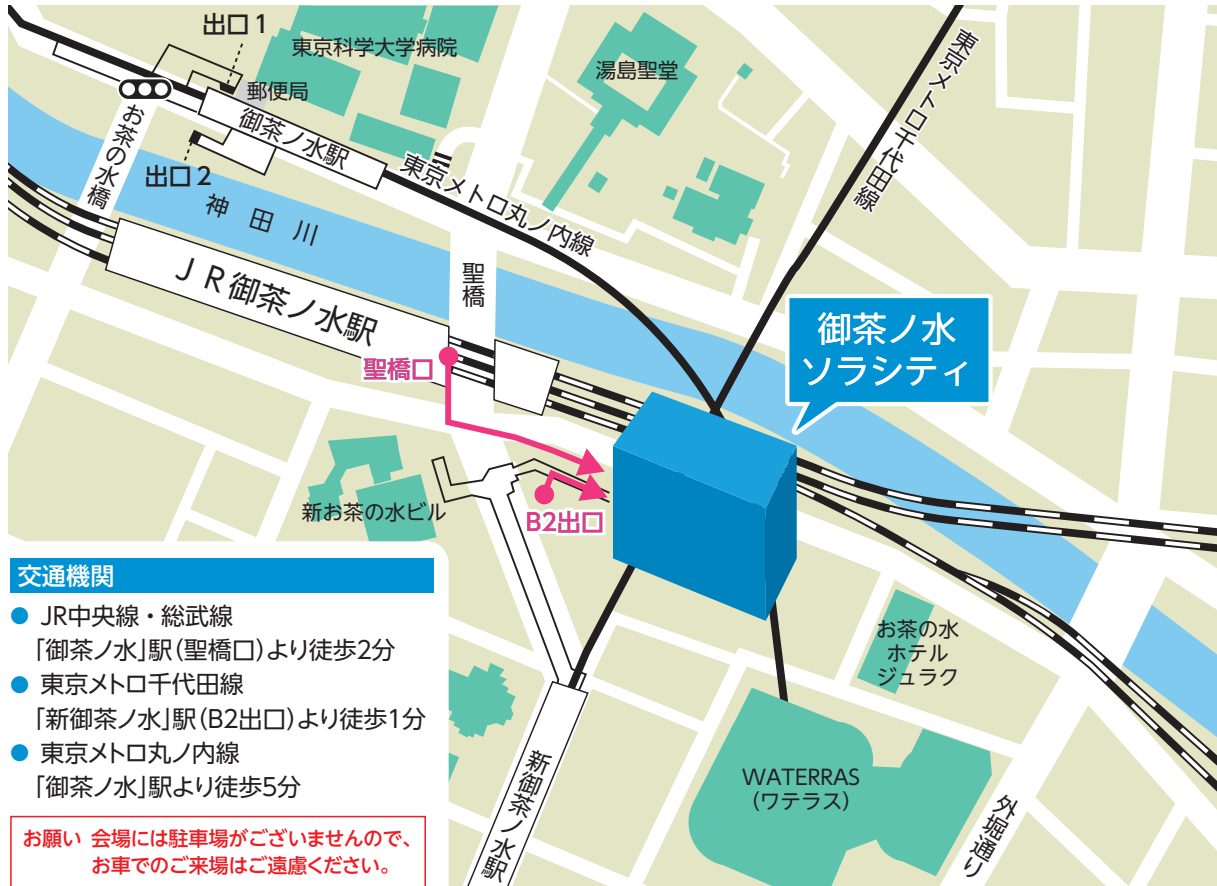 出口1
東京科学大学病院
湯島聖堂
東京メトロ千代田線
郵便局
御茶ノ水駅
お茶の水橋
出口2
東京メトロ丸ノ内線
神田川
JR御茶ノ水駅
聖橋
御茶ノ水
ソラシティ
聖橋口
新お茶の水ビル
B2出口
お茶の水
ホテル
ジュラク
WATERRAS
(ワテラス)
新御茶ノ水駅
外堀通り
交通機関
● JR中央線・総武線
「御茶ノ水」駅(聖橋口)より徒歩2分
● 東京メトロ千代田線
「新御茶ノ水」駅(B2出口)より徒歩1分
● 東京メトロ丸ノ内線
「御茶ノ水」駅より徒歩5分
お願い 会場には駐車場がございませんので、
お車でのご来場はご遠慮ください。